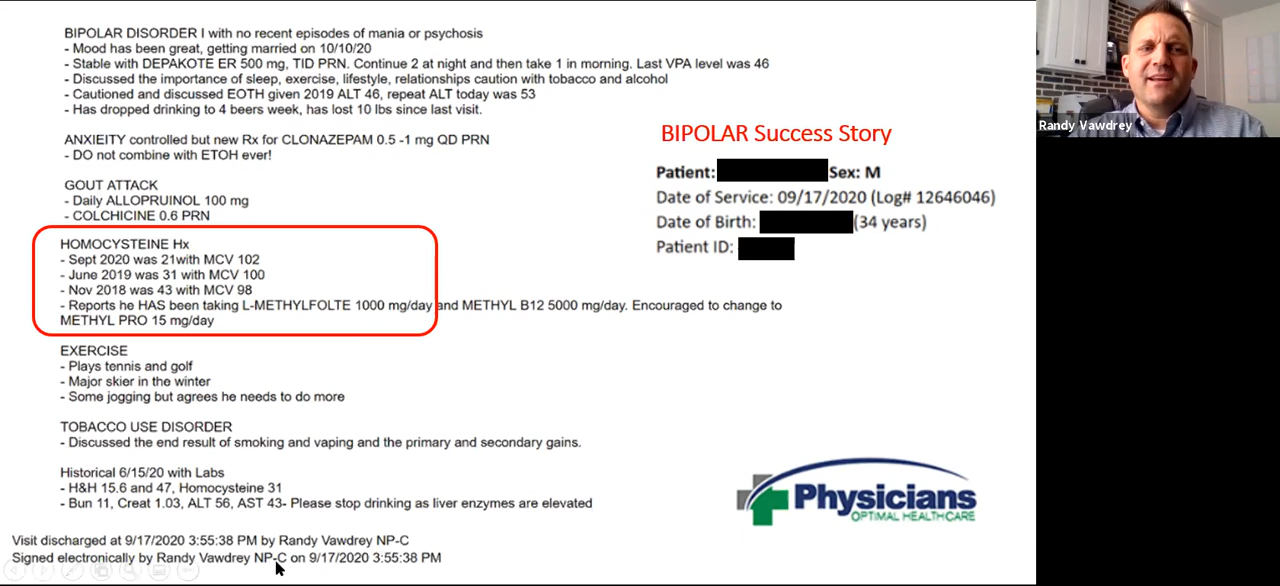 BIPOLAR DISORDER I with no recent episodes of mania or psychosis
- Mood has been great, getting married on 10/10/20
- Stable with DEPAKOTE ER 500 mg, TID PRN. Continue 2 at night and then take 1 in morning. Last VPA level was 46
- Discussed the importance of sleep, exercise, lifestyle, relationships caution with tobacco and alcohol
- Cautioned and discussed EOTH given 2019 ALT 46, repeat ALT today was 53
- Has dropped drinking to 4 beers week, has lost 10 lbs since last visit.
ANXIEITY controlled but new Rx for CLONAZEPAM 0.5 -1 mg QD PRN
- DO not combine with ETOH ever!
GOUT ATTACK
- Daily ALLOPRUINOL 100 mg
- COLCHICINE 0.6 PRN
HOMOCYSTEINE Hx
- Sept 2020 was 21with MCV 102
- June 2019 was 31 with MCV 100
- Nov 2018 was 43 with MCV 98
- Reports he HAS been taking L-METHYLFOLTE 1000 mg/day and METHYL B12 5000 mg/day. Encouraged to change to
METHYL PRO 15 mg/day
EXERCISE
- Plays tennis and golf
- Major skier in the winter
- Some jogging but agrees he needs to do more
TOBACCO USE DISORDER
- Discussed the end result of smoking and vaping and the primary and secondary gains.
Historical 6/15/20 with Labs
- H&H 15.6 and 47, Homocysteine 31
- Bun 11, Creat 1.03, ALT 56, AST 43- Please stop drinking as liver enzymes are elevated
Visit discharged at 9/17/2020 3:55:38 PM by Randy Vawdrey NP-C
Signed electronically by Randy Vawdrey NP-C on 9/17/2020 3:55:38 PM
BIPOLAR Success Story
Patient: Sex: M
Date of Service: 09/17/2020 (Log# 12646046)
Date of Birth: (34 years)
Patient ID:
Physicians
OPTIMAL HEALTHCARE
Randy Vawdrey